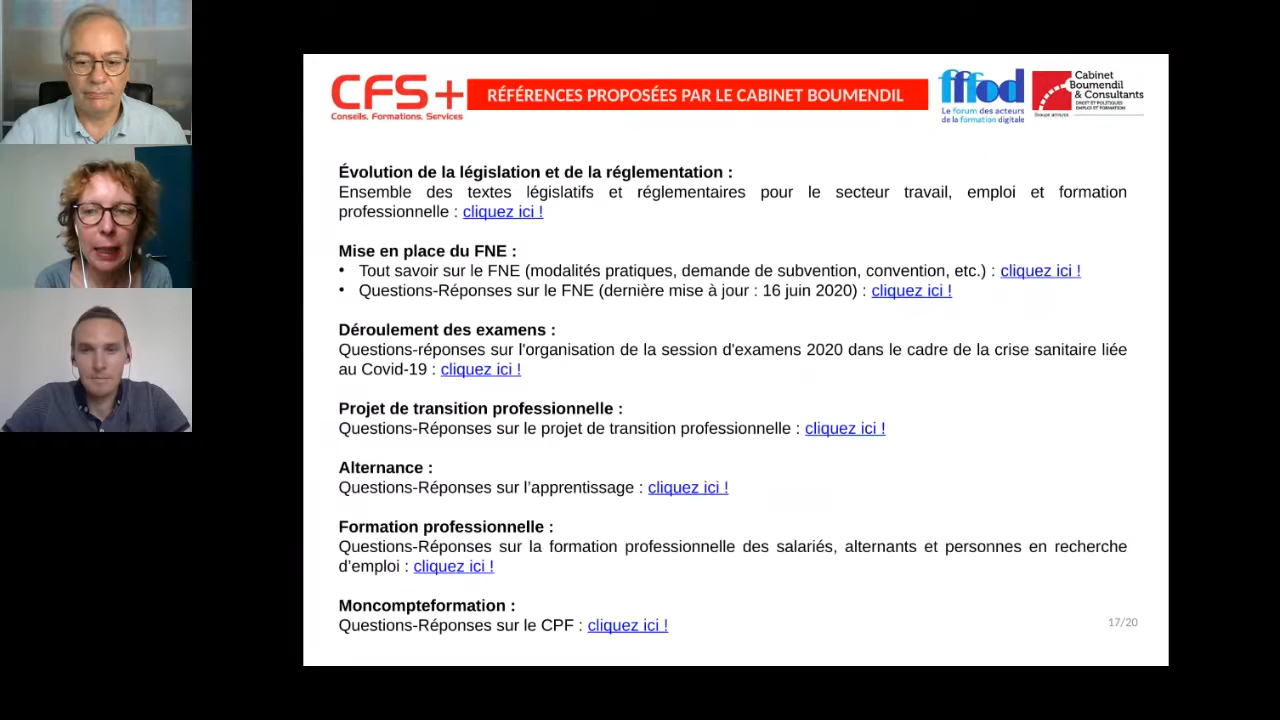 CFS+
Conseils, Formations, Services
RÉFÉRENCES PROPOSÉES PAR LE CABINET BOUMENDIL
fffod
Le forum des acteurs
de la formation digitale
Cabinet
Boumendil
& Consultants
DROIT ET POLITIQUES
EMPLOI ET FORMATION
Évolution de la législation et de la réglementation :
Ensemble des textes législatifs et réglementaires pour le secteur travail, emploi et formation
professionnelle : cliquez ici !
Mise en place du FNE :
• Tout savoir sur le FNE (modalités pratiques, demande de subvention, convention, etc.) : cliquez ici !
• Questions-Réponses sur le FNE (dernière mise à jour : 16 juin 2020) : cliquez ici !
Déroulement des examens :
Questions-réponses sur l'organisation de la session d'examens 2020 dans le cadre de la crise sanitaire liée
au Covid-19 : cliquez ici !
Projet de transition professionnelle :
Questions-Réponses sur le projet de transition professionnelle : cliquez ici !
Alternance :
Questions-Réponses sur l’apprentissage : cliquez ici !
Formation professionnelle :
Questions-Réponses sur la formation professionnelle des salariés, alternants et personnes en recherche
d’emploi : cliquez ici !
Moncompteformation :
Questions-Réponses sur le CPF : cliquez ici !
17/20